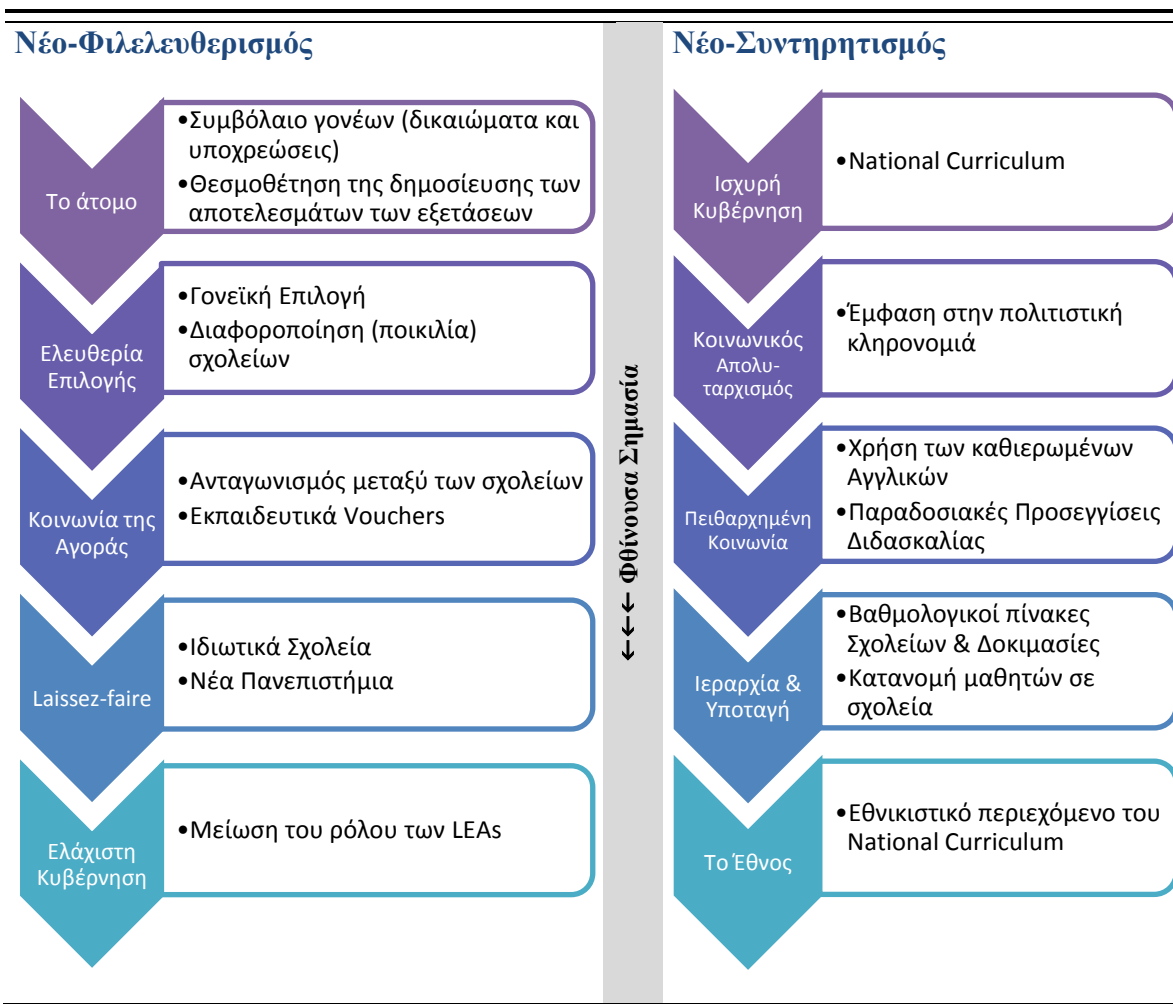 Νέο-Φιλελευθερισμός
Το άτομο
•Συμβόλαιο γονέων (δικαιώματα και
υποχρεώσεις)
•Θεσμοθέτηση της δημοσίευσης των
αποτελεσμάτων των εξετάσεων
Ελευθερία
Επιλογής
•Γονεϊκή Επιλογή
•Διαφοροποίηση (ποικιλία)
σχολείων
Κοινωνία της
Αγοράς
•Ανταγωνισμός μεταξύ των σχολείων
•Εκπαιδευτικά Vouchers
Laissez-faire
•Ιδιωτικά Σχολεία
•Νέα Πανεπιστήμια
Ελάχιστη
Κυβέρνηση
•Μείωση του ρόλου των LEAs
←←← Φθίνουσα Σημασία
Νέο-Συντηρητισμός
Ισχυρή
Κυβέρνηση
•National Curriculum
Κοινωνικός
Απολυ-
ταρχισμός
•Έμφαση στην πολιτιστική
κληρονομιά
Πειθαρχημένη
Κοινωνία
•Χρήση των καθιερωμένων
Αγγλικών
•Παραδοσιακές Προσεγγίσεις
Διδασκαλίας
Ιεραρχία &
Υποταγή
•Βαθμολογικοί πίνακες
Σχολείων & Δοκιμασίες
•Κατανομή μαθητών σε
σχολεία
Το Έθνος
•Εθνικιστικό περιεχόμενο του
National Curriculum